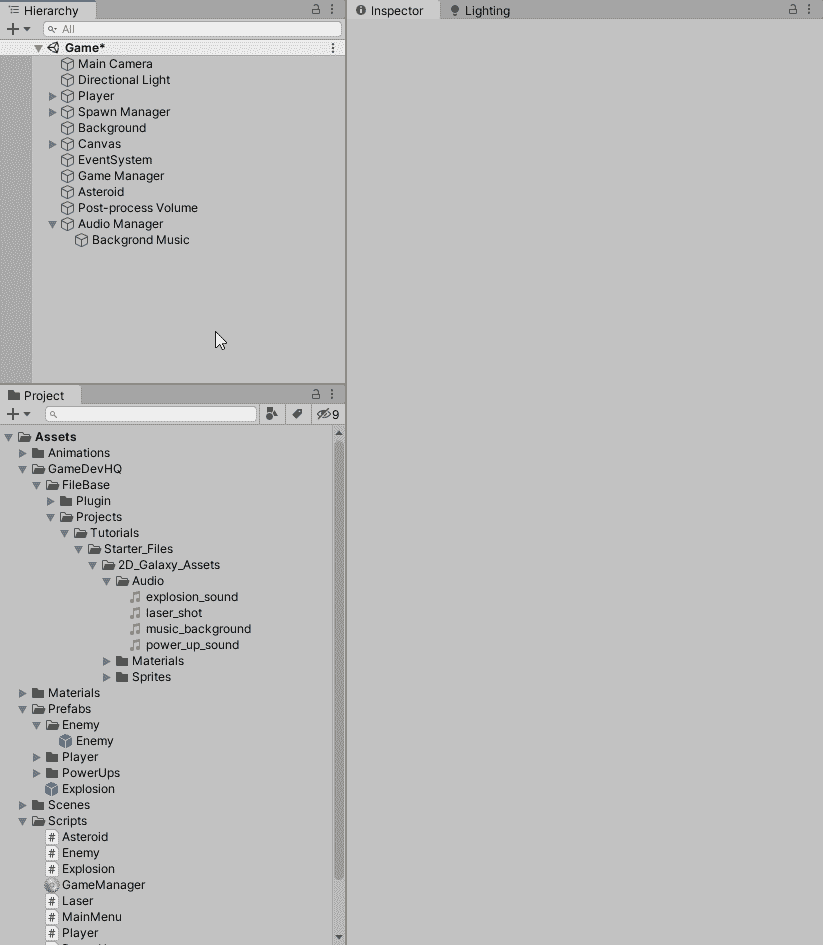 Hierarchy
All
Game*
Main Camera
Directional Light
Player
Spawn Manager
Background
Canvas
EventSystem
Game Manager
Asteroid
Post-process Volume
Audio Manager
Backgrond Music
Inspector
Lighting
Project
9
Assets
Animations
GameDevHQ
FileBase
Plugin
Projects
Tutorials
Starter_Files
2D_Galaxy_Assets
Audio
explosion_sound
laser_shot
music_background
power_up_sound
Materials
Sprites
Materials
Prefabs
Enemy
Enemy
Player
PowerUps
Explosion
Scenes
Scripts
Asteroid
Enemy
Explosion
GameManager
Laser
MainMenu
Player